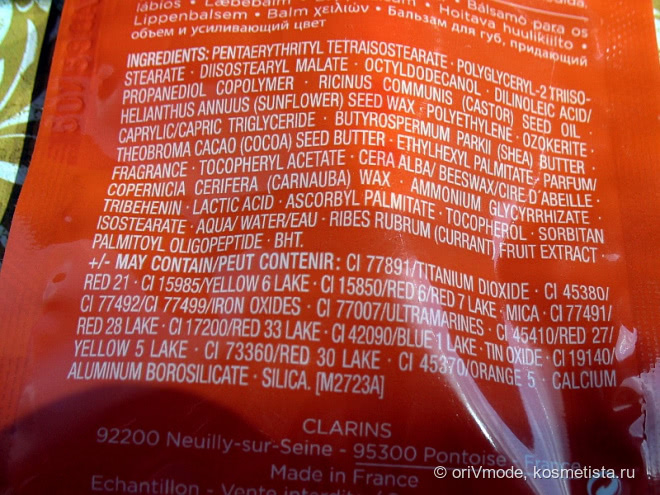 lábios · Læbebalm
Bálsamo para os
Lippenbalsem · Balm χειλιών · Бальзам для губ, придающий
объем и усиливающий цвет
Holtava huulikiilto ·
INGREDIENTS: PENTAERYTHRITYL TETRAISOSTEARATE · POLYGLYCERYL-2 TRIISO-
STEARATE · DIISOSTEARYL MALATE · OCTYLDODECANOL · DILINOLEIC ACID/
PROPANEDIOL COPOLYMER · RICINUS COMMUNIS (CASTOR) SEED OIL ·
HELIANTHUS ANNUUS (SUNFLOWER) SEED WAX · POLYETHYLENE · OZOKERITE ·
CAPRYLIC/CAPRIC TRIGLYCERIDE · BUTYROSPERMUM PARKII (SHEA) BUTTER ·
THEOBROMA CACAO (COCOA) SEED BUTTER · ETHYLHEXYL PALMITATE · PARFUM/
FRAGRANCE · TOCOPHERYL ACETATE · CERA ALBA/ BEESWAX/CIRE D'ABEILLE ·
COPERNICIA CERIFERA (CARNAUBA) WAX · AMMONIUM GLYCYRRHIZATE ·
TRIBEHENIN · LACTIC ACID · ASCORBYL PALMITATE · TOCOPHEROL · SORBITAN
ISOSTEARATE · AQUA/ WATER/EAU · RIBES RUBRUM (CURRANT) FRUIT EXTRACT ·
PALMITOYL OLIGOPEPTIDE · BHT.
+/- MAY CONTAIN/PEUT CONTENIR: CI 77891/TITANIUM DIOXIDE · CI 45380/
RED 21 · CI 15985/YELLOW 6 LAKE · CI 15850/RED 6/RED 7 LAKE · MICA · CI 77491/
CI 77492/CI 77499/IRON OXIDES · CI 77007/ULTRAMARINES · CI 45410/RED 27/
RED 28 LAKE · CI 17200/RED 33 LAKE · CI 42090/BLUE 1 LAKE · TIN OXIDE · CI 19140/
YELLOW 5 LAKE · CI 73360/RED 30 LAKE · CI 45370/ORANGE 5 · CALCIUM
ALUMINUM BOROSILICATE · SILICA. [M2723A]
CLARINS
92200 Neuilly-sur-Seine - 95300 Pontoise - France
Made in France
Echantillon - Vente interdite
© oriVmode, kosmetista.ru